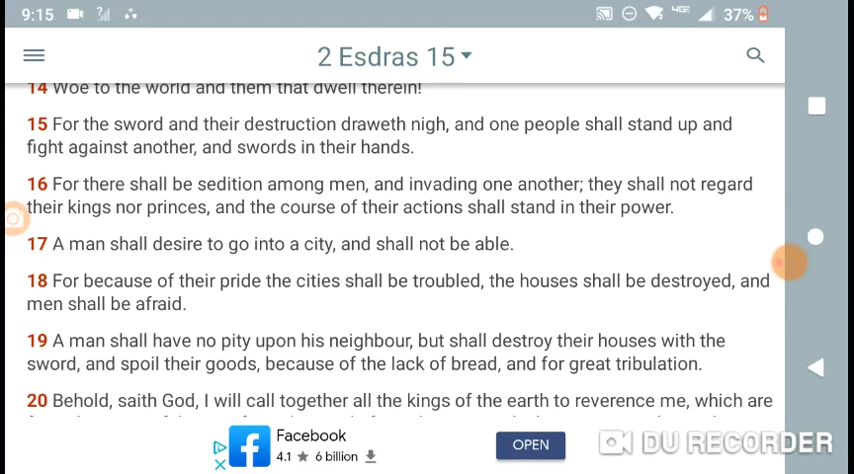 9:15
?
4GE
37%
2 Esdras 15
14 Woe to the world and them that dwell therein!
15 For the sword and their destruction draweth nigh, and one people shall stand up and
fight against another, and swords in their hands.
16 For there shall be sedition among men, and invading one another; they shall not regard
their kings nor princes, and the course of their actions shall stand in their power.
17 A man shall desire to go into a city, and shall not be able.
18 For because of their pride the cities shall be troubled, the houses shall be destroyed, and
men shall be afraid.
19 A man shall have no pity upon his neighbour, but shall destroy their houses with the
sword, and spoil their goods, because of the lack of bread, and for great tribulation.
20 Behold, saith God, I will call together all the kings of the earth to reverence me, which are
Facebook
4.1 ★ 6 billion
OPEN
DU RECORDER